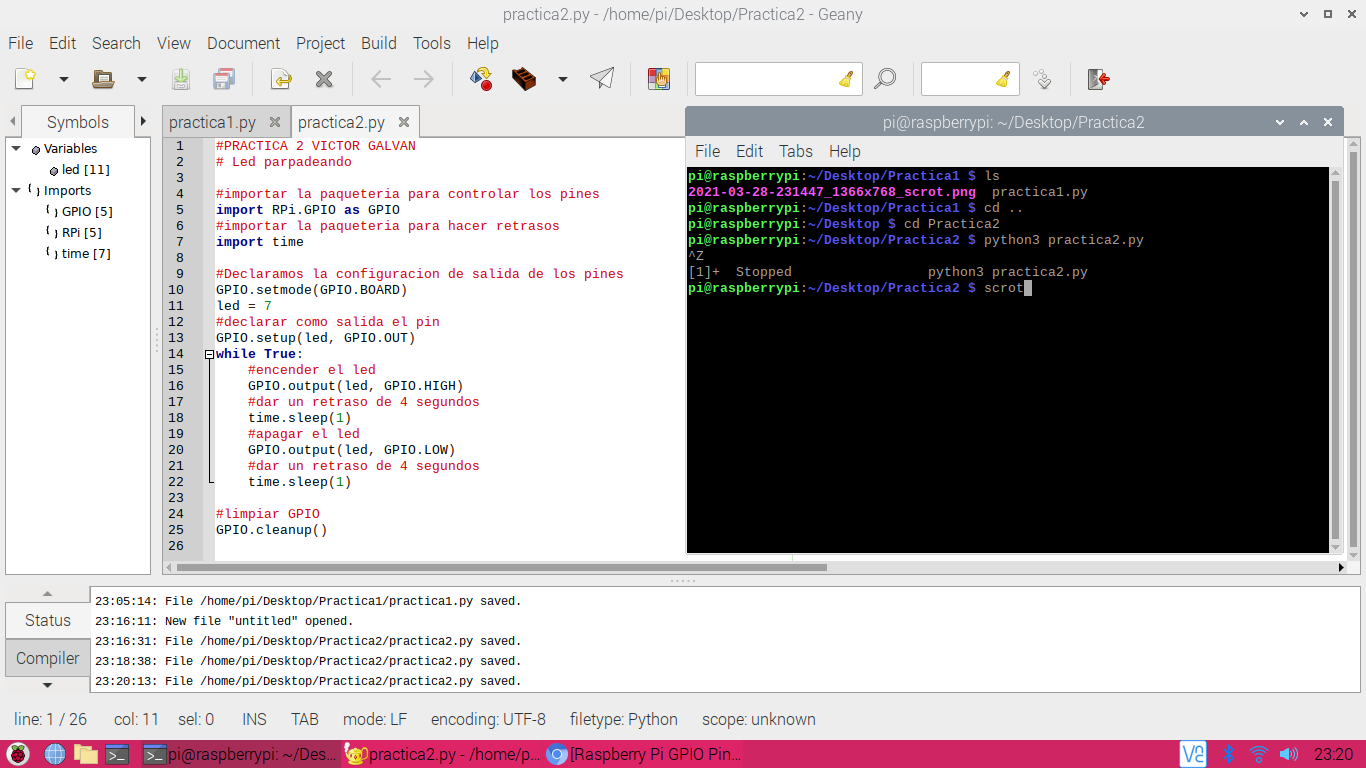 practica2.py - /home/pi/Desktop/Practica2 - Geany
File Edit Search View Document Project Build Tools Help
Symbols
Variables
led [11]
Imports
GPIO [5]
RPi [5]
time [7]
practica1.py practica2.py
1 #PRACTICA 2 VICTOR GALVAN
2 # Led parpadeando
3
4 #importar la paqueteria para controlar los pines
5 import RPi.GPIO as GPIO
6 #importar la paqueteria para hacer retrasos
7 import time
8
9 #Declaramos la configuracion de salida de los pines
10 GPIO.setmode(GPIO.BOARD)
11 led = 7
12 #declarar como salida el pin
13 GPIO.setup(led, GPIO.OUT)
14 while True:
15 #encender el led
16 GPIO.output(led, GPIO.HIGH)
17 #dar un retraso de 4 segundos
18 time.sleep(1)
19 #apagar el led
20 GPIO.output(led, GPIO.LOW)
21 #dar un retraso de 4 segundos
22 time.sleep(1)
23
24 #limpiar GPIO
25 GPIO.cleanup()
26
pi@raspberrypi: ~/Desktop/Practica2
File Edit Tabs Help
pi@raspberrypi:~/Desktop/Practica1 $ ls
2021-03-28-231447_1366x768_scrot.png practica1.py
pi@raspberrypi:~/Desktop/Practica1 $ cd ..
pi@raspberrypi:~/Desktop $ cd Practica2
pi@raspberrypi:~/Desktop/Practica2 $ python3 practica2.py
^Z
[1]+ Stopped python3 practica2.py
pi@raspberrypi:~/Desktop/Practica2 $ scrot
Status
Compiler
23:05:14: File /home/pi/Desktop/Practica1/practica1.py saved.
23:16:11: New file "untitled" opened.
23:16:31: File /home/pi/Desktop/Practica2/practica2.py saved.
23:18:38: File /home/pi/Desktop/Practica2/practica2.py saved.
23:20:13: File /home/pi/Desktop/Practica2/practica2.py saved.
line: 1 / 26 col: 11 sel: 0 INS TAB mode: LF encoding: UTF-8 filetype: Python scope: unknown
pi@raspberrypi: ~/Des... practica2.py - /home/p... [Raspberry Pi GPIO Pin... 23:20